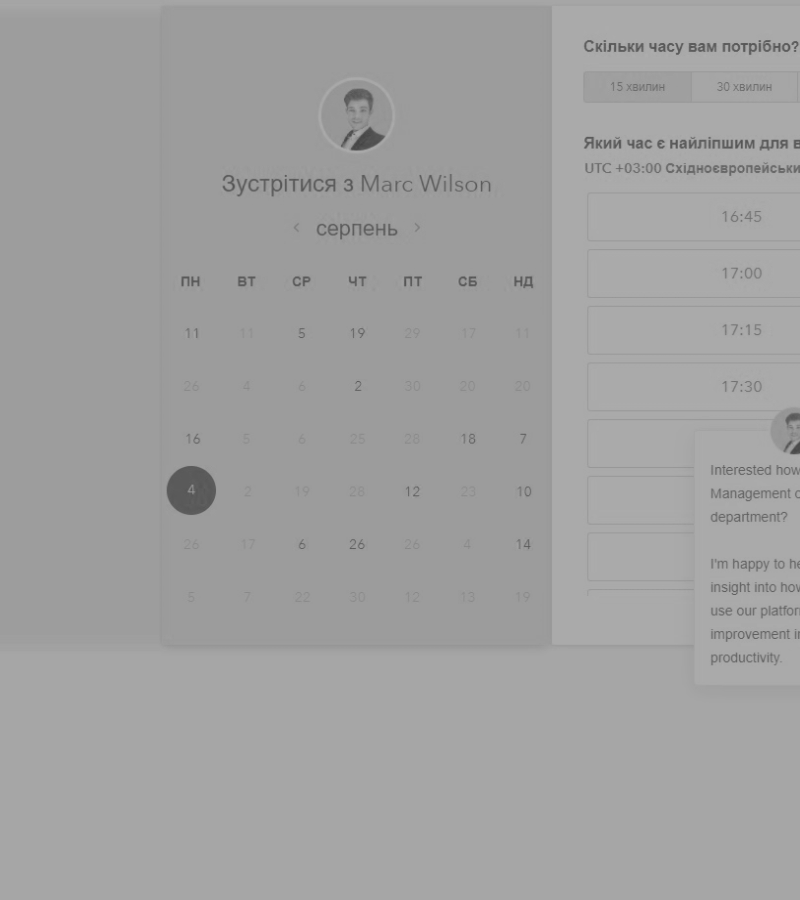 Зустрітися з Marc Wilson
серпень
ПН ВТ СР ЧТ ПТ СБ НД
11 11 5 19 29 17 11
26 4 6 2 30 20 20
16 5 6 25 28 18 7
4 2 19 28 12 23 10
26 17 6 26 26 4 14
5 7 22 30 12 13 19
Скільки часу вам потрібно?
15 хвилин 30 хвилин
Який час є найліпшим для в
UTC +03:00 Східноєвропейськи
16:45
17:00
17:15
17:30
Interested how
Management o
department?
I'm happy to he
insight into how
use our platfor
improvement in
productivity.